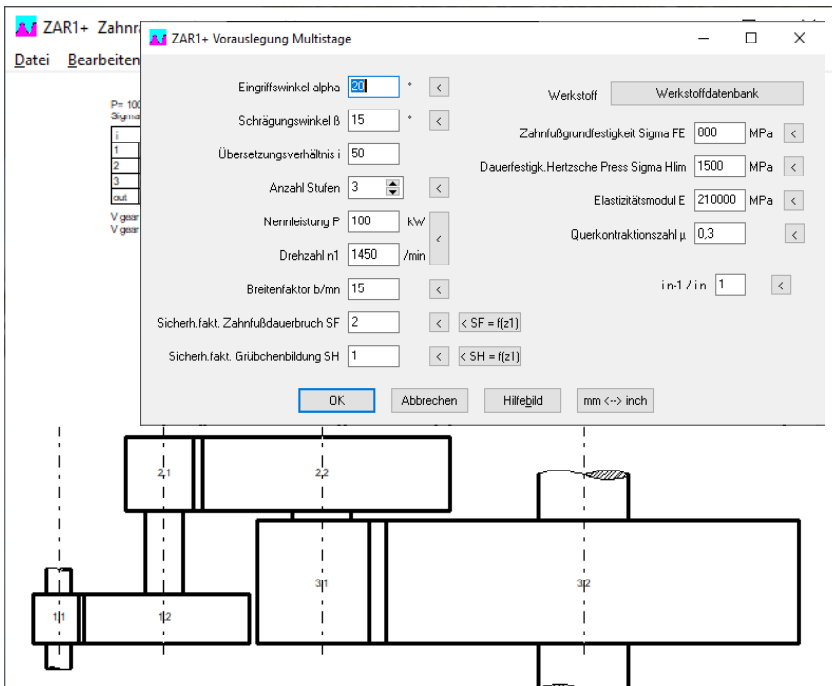 ZAR1+ Zahnr
ZAR1+ Vorauslegung Multistage
Datei Bearbeiten
Eingriffswinkel alpha 20 ° <
Schrägungswinkel ß 15 ° <
Übersetzungsverhältnis i 50
Anzahl Stufen 3 <
Nennleistung P 100 kW
<
Drehzahl n1 1450 /min
Breitenfaktor b/mn 15 <
Sicherh.fakt. Zahnfußdauerbruch SF 2 < < SF = f(z1)
Sicherh.fakt. Grübchenbildung SH 1 < < SH = f(z1)
Werkstoff Werkstoffdatenbank
Zahnfußgrundfestigkeit Sigma FE 000 MPa <
Dauerfestigk.Hertzsche Press Sigma Hlim 1500 MPa <
Elastizitätsmodul E 210000 MPa <
Querkontraktionszahl µ 0,3 <
i n-1 / i n 1 <
OK Abbrechen Hilfebild mm <--> inch
P= 100
Sigma
i
1
2
3
out
V gear
V gear
2,1 2,2
3,1 3,2
1,1 1,2